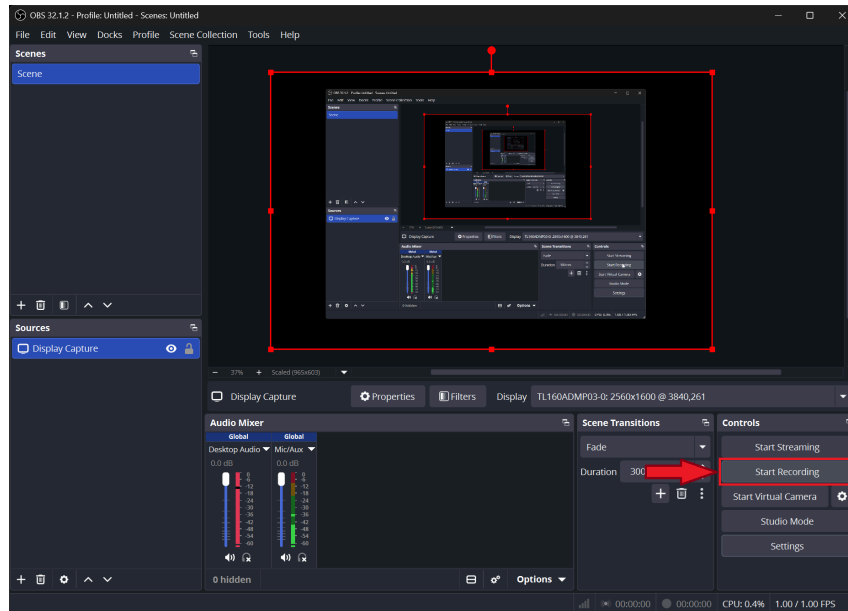 OBS 32.1.2 - Profile: Untitled - Scenes: Untitled
File Edit View Docks Profile Scene Collection Tools Help
Scenes
Scene
Sources
Display Capture
37% Scaled (965x603)
Display Capture Properties Filters Display TL160ADMP03-0: 2560x1600 @ 3840,261
Audio Mixer
Global Global
Desktop Audio Mic/Aux
0.0 dB 0.0 dB
0 0
-6 -6
-12 -12
-18 -18
-24 -24
-30 -30
-36 -36
-42 -42
-48 -48
-54 -54
-60 -60
0 hidden Options
Scene Transitions
Fade
Duration 300
Controls
Start Streaming
Start Recording
Start Virtual Camera
Studio Mode
Settings
00:00:00 00:00:00 CPU: 0.4% 1.00 / 1.00 FPS